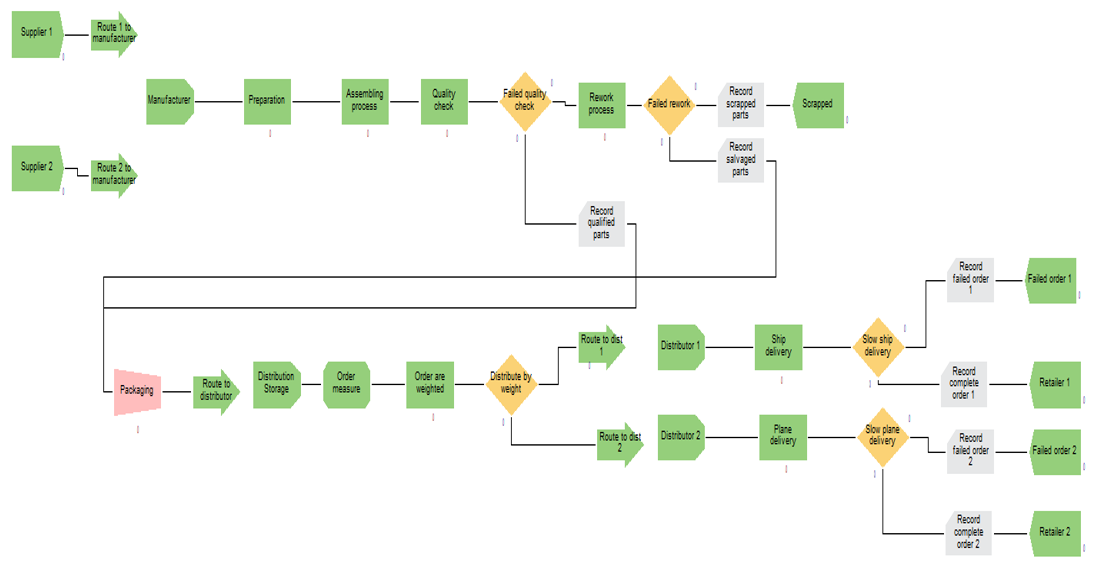 Supplier 1
Route 1 to
manufacturer
Manufacturer
Preparation
Assembling
process
Quality
check
Failed quality
check
Rework
process
Failed rework
Record
scrapped
parts
Scrapped
Record
salvaged
parts
Supplier 2
Route 2 to
manufacturer
Record
qualified
parts
Record
failed order
1
Failed order 1
Route to dist
1
Distributor 1
Ship
delivery
Slow ship
delivery
Packaging
Route to
distributor
Distribution
Storage
Order
measure
Order are
weighted
Distribute by
weight
Record
complete
order 1
Retailer 1
Route to dist
2
Distributor 2
Plane
delivery
Slow plane
delivery
Record
failed order
2
Failed order 2
Record
complete
order 2
Retailer 2